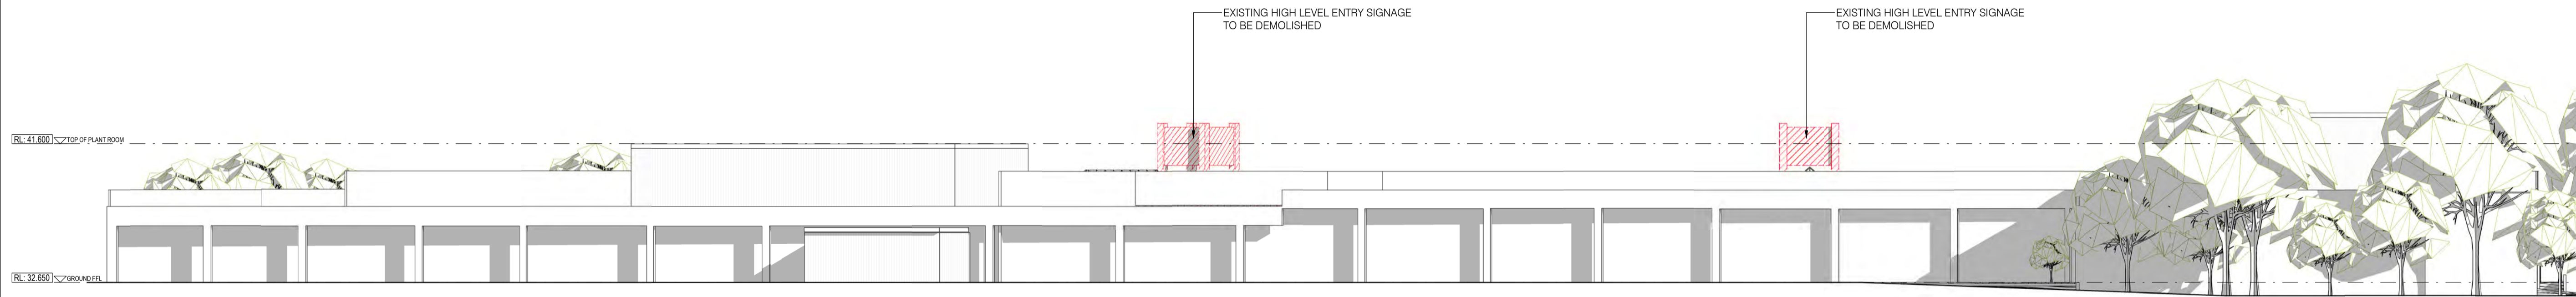 EXISTING HIGH LEVEL ENTRY SIGNAGE
TO BE DEMOLISHED
EXISTING HIGH LEVEL ENTRY SIGNAGE
TO BE DEMOLISHED
RL: 41.600 TOP OF PLANT ROOM
RL: 32.650 GROUND FFL